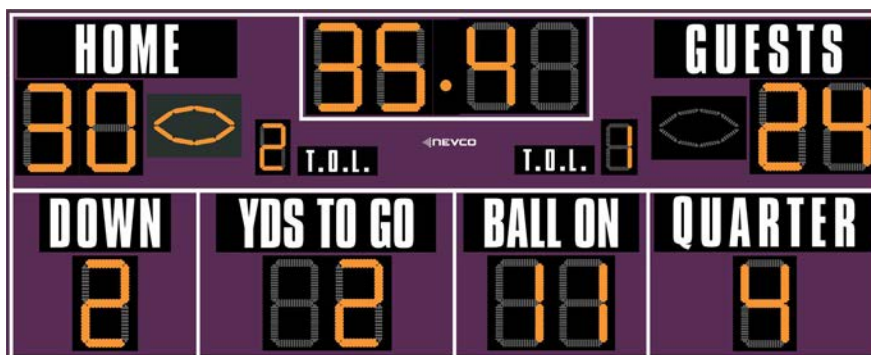 HOME 35.4 GUESTS
30 2 T.O.L. NEVCO T.O.L. 1 24
DOWN YDS TO GO BALL ON QUARTER
2 2 11 4